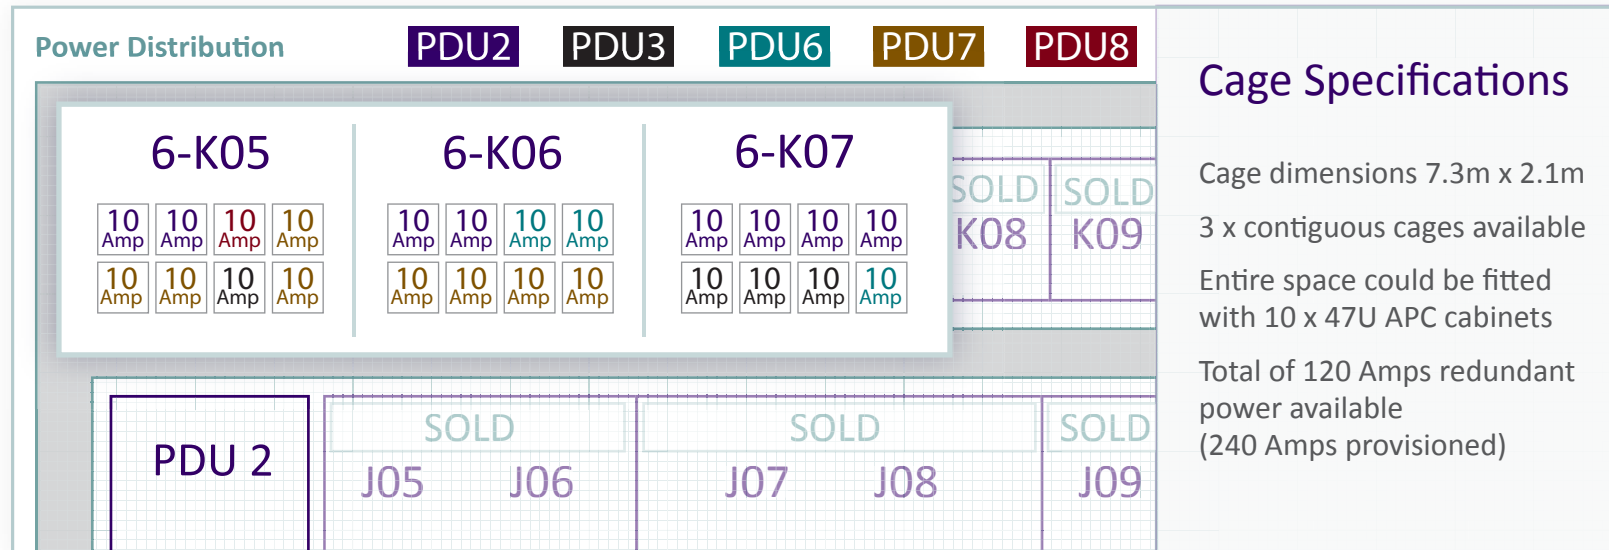 Power Distribution
PDU2 PDU3 PDU6 PDU7 PDU8
6-K05 6-K06 6-K07
10 10 10 10 10 10 10 10 10 10 10 10
Amp Amp Amp Amp Amp Amp Amp Amp Amp Amp Amp Amp
10 10 10 10 10 10 10 10 10 10 10 10
Amp Amp Amp Amp Amp Amp Amp Amp Amp Amp Amp Amp
SOLD SOLD
K08 K09
SOLD SOLD SOLD
PDU 2
J05 J06 J07 J08 J09
Cage Specifications
Cage dimensions 7.3m x 2.1m
3 x contiguous cages available
Entire space could be fitted
with 10 x 47U APC cabinets
Total of 120 Amps redundant
power available
(240 Amps provisioned)